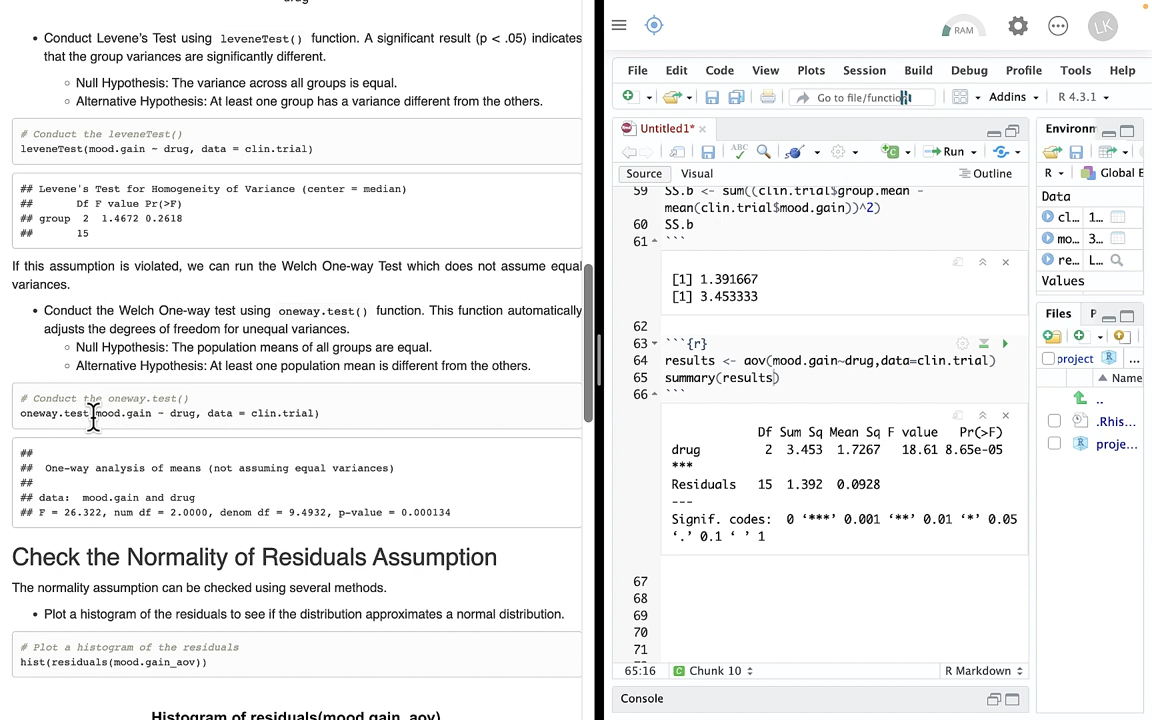 drug
• Conduct Levene's Test using leveneTest() function. A significant result (p < .05) indicates
that the group variances are significantly different.
◦ Null Hypothesis: The variance across all groups is equal.
◦ Alternative Hypothesis: At least one group has a variance different from the others.
# Conduct the leveneTest()
leveneTest(mood.gain ~ drug, data = clin.trial)
## Levene's Test for Homogeneity of Variance (center = median)
##       Df F value Pr(>F)
## group  2  1.4672 0.2618
##       15
If this assumption is violated, we can run the Welch One-way Test which does not assume equal
variances.
• Conduct the Welch One-way test using oneway.test() function. This function automatically
adjusts the degrees of freedom for unequal variances.
◦ Null Hypothesis: The population means of all groups are equal.
◦ Alternative Hypothesis: At least one population mean is different from the others.
# Conduct the oneway.test()
oneway.test(mood.gain ~ drug, data = clin.trial)
##
##  One-way analysis of means (not assuming equal variances)
##
## data:  mood.gain and drug
## F = 26.322, num df = 2.0000, denom df = 9.4932, p-value = 0.000134
Check the Normality of Residuals Assumption
The normality assumption can be checked using several methods.
• Plot a histogram of the residuals to see if the distribution approximates a normal distribution.
# Plot a histogram of the residuals
hist(residuals(mood.gain_aov))
Histogram of residuals(mood.gain_aov)
RAM
LK
File Edit Code View Plots Session Build Debug Profile Tools Help
Go to file/function
Addins
R 4.3.1
Untitled1*
ABC
Run
Source Visual
Outline
59 SS.b <- sum((clin.trial$group.mean -
mean(clin.trial$mood.gain))^2)
60 SS.b
61 ```
[1] 1.391667
[1] 3.453333
62
63 ```{r}
64 results <- aov(mood.gain~drug,data=clin.trial)
65 summary(results)
66 ```
Df Sum Sq Mean Sq F value   Pr(>F)
drug         2  3.453  1.7267   18.61 8.65e-05
***
Residuals   15  1.392  0.0928
---
Signif. codes:  0 ‘***’ 0.001 ‘**’ 0.01 ‘*’ 0.05
‘.’ 0.1 ‘ ’ 1
67
68
69
70
71
65:16
Chunk 10
R Markdown
Console
Environ
R
Global E
Data
cl... 1...
mo... 3...
re... L...
Values
Files P
project
...
Name
..
.Rhis...
proje...